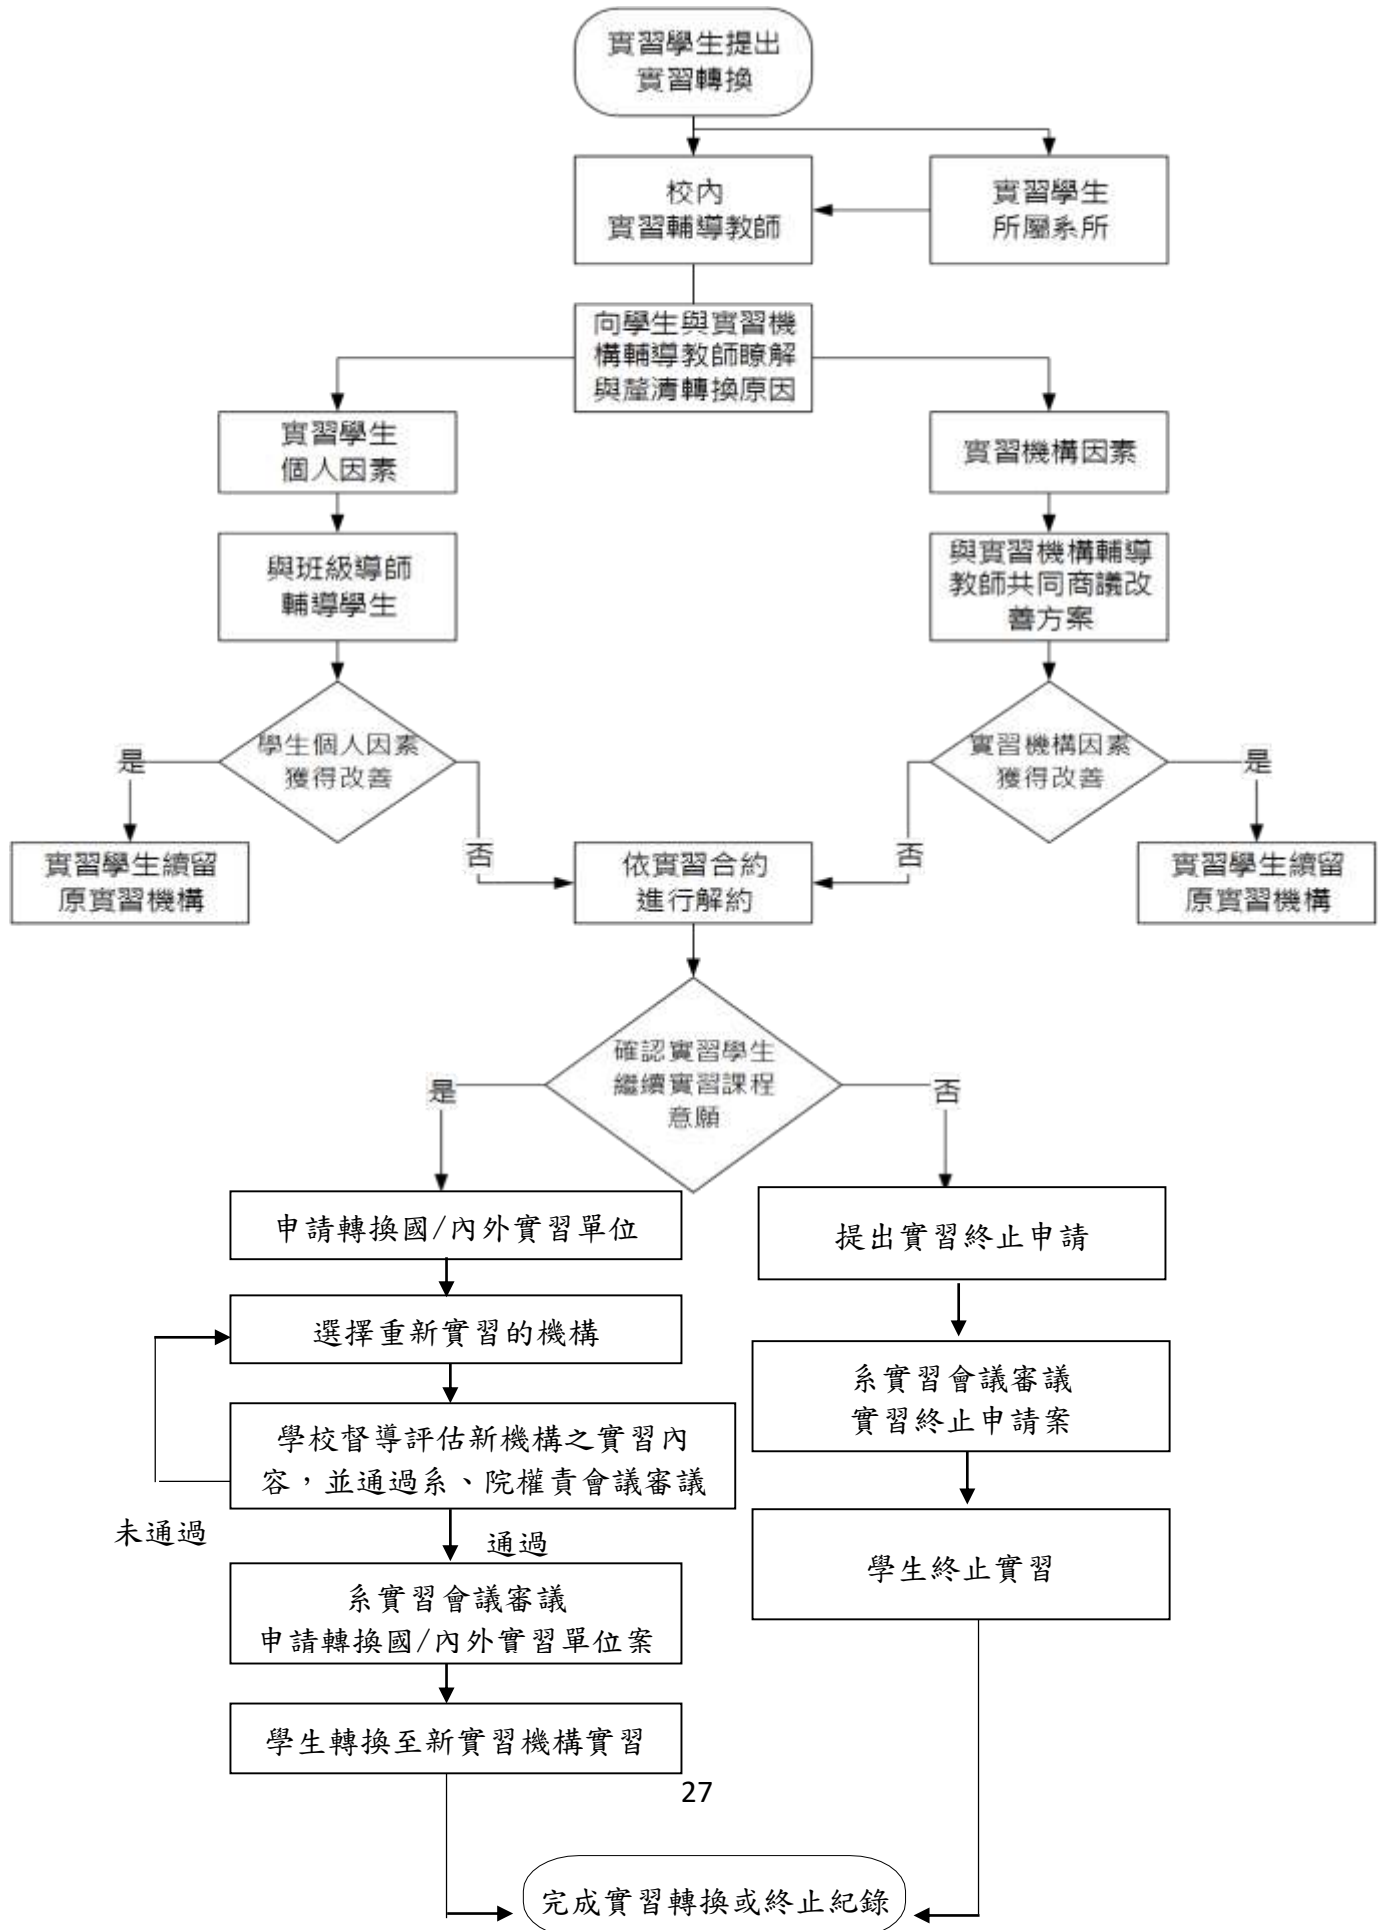 實習學生提出
實習轉換
校內
實習輔導教師
實習學生
所屬系所
向學生與實習機
構輔導教師瞭解
與釐清轉換原因
實習學生
個人因素
實習機構因素
與班級導師
輔導學生
與實習機構輔導
教師共同商議改
善方案
學生個人因素
獲得改善
實習機構因素
獲得改善
是
否
否
是
實習學生續留
原實習機構
依實習合約
進行解約
實習學生續留
原實習機構
確認實習學生
繼續實習課程
意願
是
否
申請轉換國/內外實習單位
提出實習終止申請
選擇重新實習的機構
系實習會議審議
實習終止申請案
學校督導評估新機構之實習內
容，並通過系、院權責會議審議
未通過
通過
學生終止實習
系實習會議審議
申請轉換國/內外實習單位案
學生轉換至新實習機構實習
27
完成實習轉換或終止紀錄